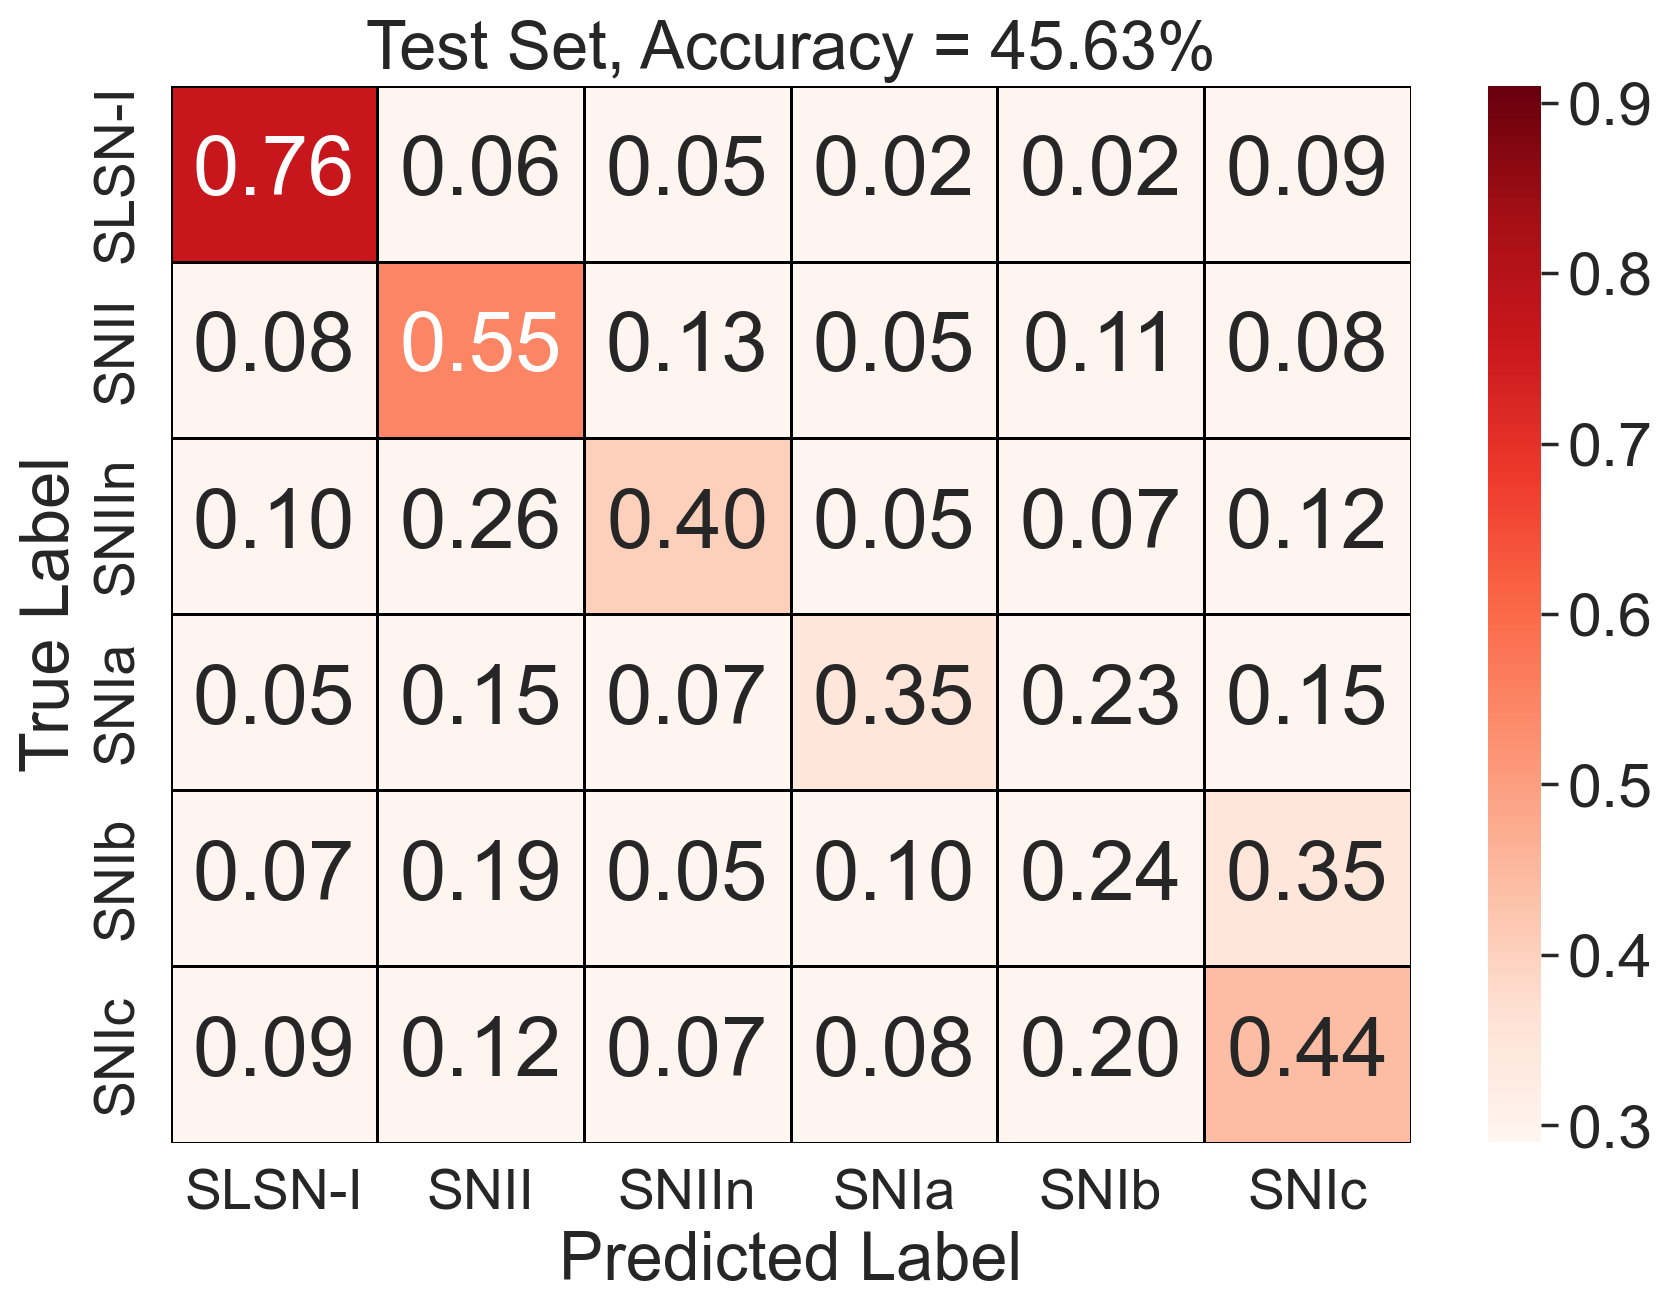 Test Set, Accuracy = 45.63%
SLSN-I 0.76 0.06 0.05 0.02 0.02 0.09
SNII 0.08 0.55 0.13 0.05 0.11 0.08
SNIIn 0.10 0.26 0.40 0.05 0.07 0.12
SNIa 0.05 0.15 0.07 0.35 0.23 0.15
SNIb 0.07 0.19 0.05 0.10 0.24 0.35
SNIc 0.09 0.12 0.07 0.08 0.20 0.44
True Label
SLSN-I SNII SNIIn SNIa SNIb SNIc
Predicted Label
0.9
0.8
0.7
0.6
0.5
0.4
0.3